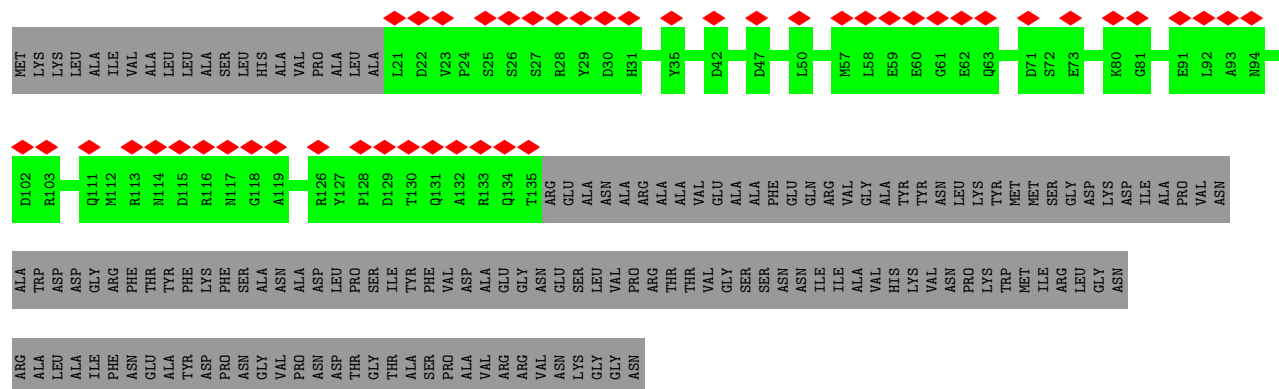 MET LYS LYS LEU ALA ILE VAL ALA LEU LEU ALA SER LEU HIS ALA VAL PRO ALA LEU ALA L21 D22 V23 P24 S25 S26 S27 R28 Y29 D30 H31 Y35 D42 D47 L50 M57 L58 E59 E60 G61 E62 Q63 D71 S72 E73 K80 G81 E91 L92 A93 N94
D102 R103 Q111 M112 R113 N114 D115 R116 N117 G118 A119 R126 Y127 P128 D129 T130 Q131 A132 R133 Q134 T135 ARG GLU ALA ASN ALA ARG ALA ALA VAL GLU ALA ALA PHE GLU GLN ARG VAL GLY ALA TYR TYR ASN LEU LYS TYR MET MET SER GLY ASP LYS ASP ILE ALA PRO VAL ASN
ALA TRP ASP ASP GLY ARG PHE THR TYR PHE LYS PHE SER ALA ASN ALA ASP LEU PRO SER ILE TYR PHE VAL ASP ALA GLU GLY ASN GLU SER LEU VAL PRO ARG THR THR VAL GLY SER SER ASN ASN ILE ILE ALA VAL HIS LYS VAL ASN PRO LYS TRP MET ILE ARG LEU GLY ASN
ARG ALA LEU ALA ILE PHE ASN GLU ALA TYR ASP PRO ASN GLY VAL PRO ASN ASP THR GLY THR ALA SER PRO ALA VAL ARG ARG VAL ASN LYS GLY GLY ASN